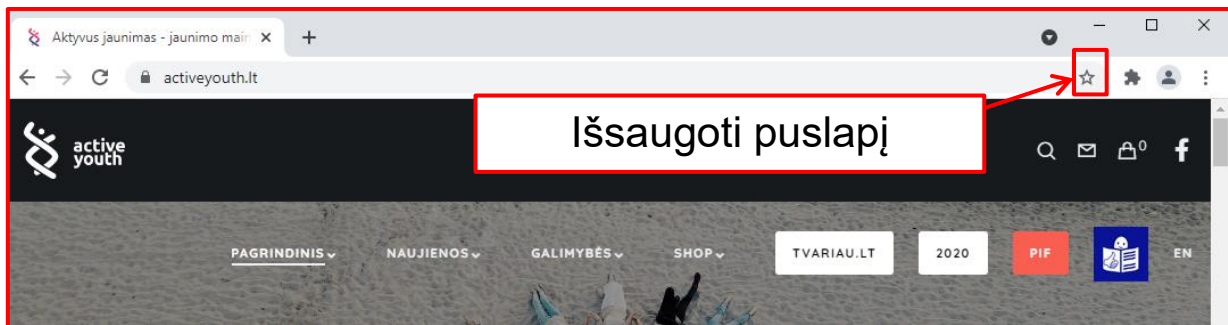 Aktyvus jaunimas - jaunimo main
activeyouth.lt
Išsaugoti puslapį
active
youth
0
PAGRINDINIS NAUJIENOS GALIMYBĖS SHOP TVARIAU.LT 2020 PIF EN